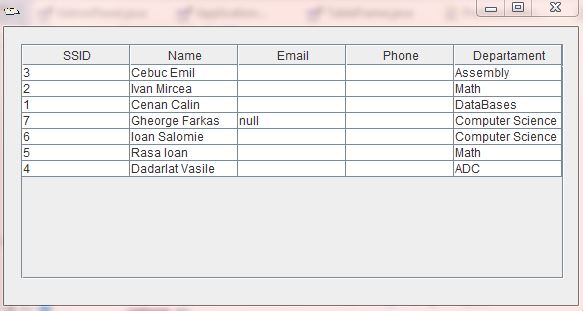 SSID Name Email Phone Departament
3 Cebuc Emil Assembly
2 Ivan Mircea Math
1 Cenan Calin DataBases
7 Gheorge Farkas null Computer Science
6 Ioan Salomie Computer Science
5 Rasa Ioan Math
4 Dadarlat Vasile ADC